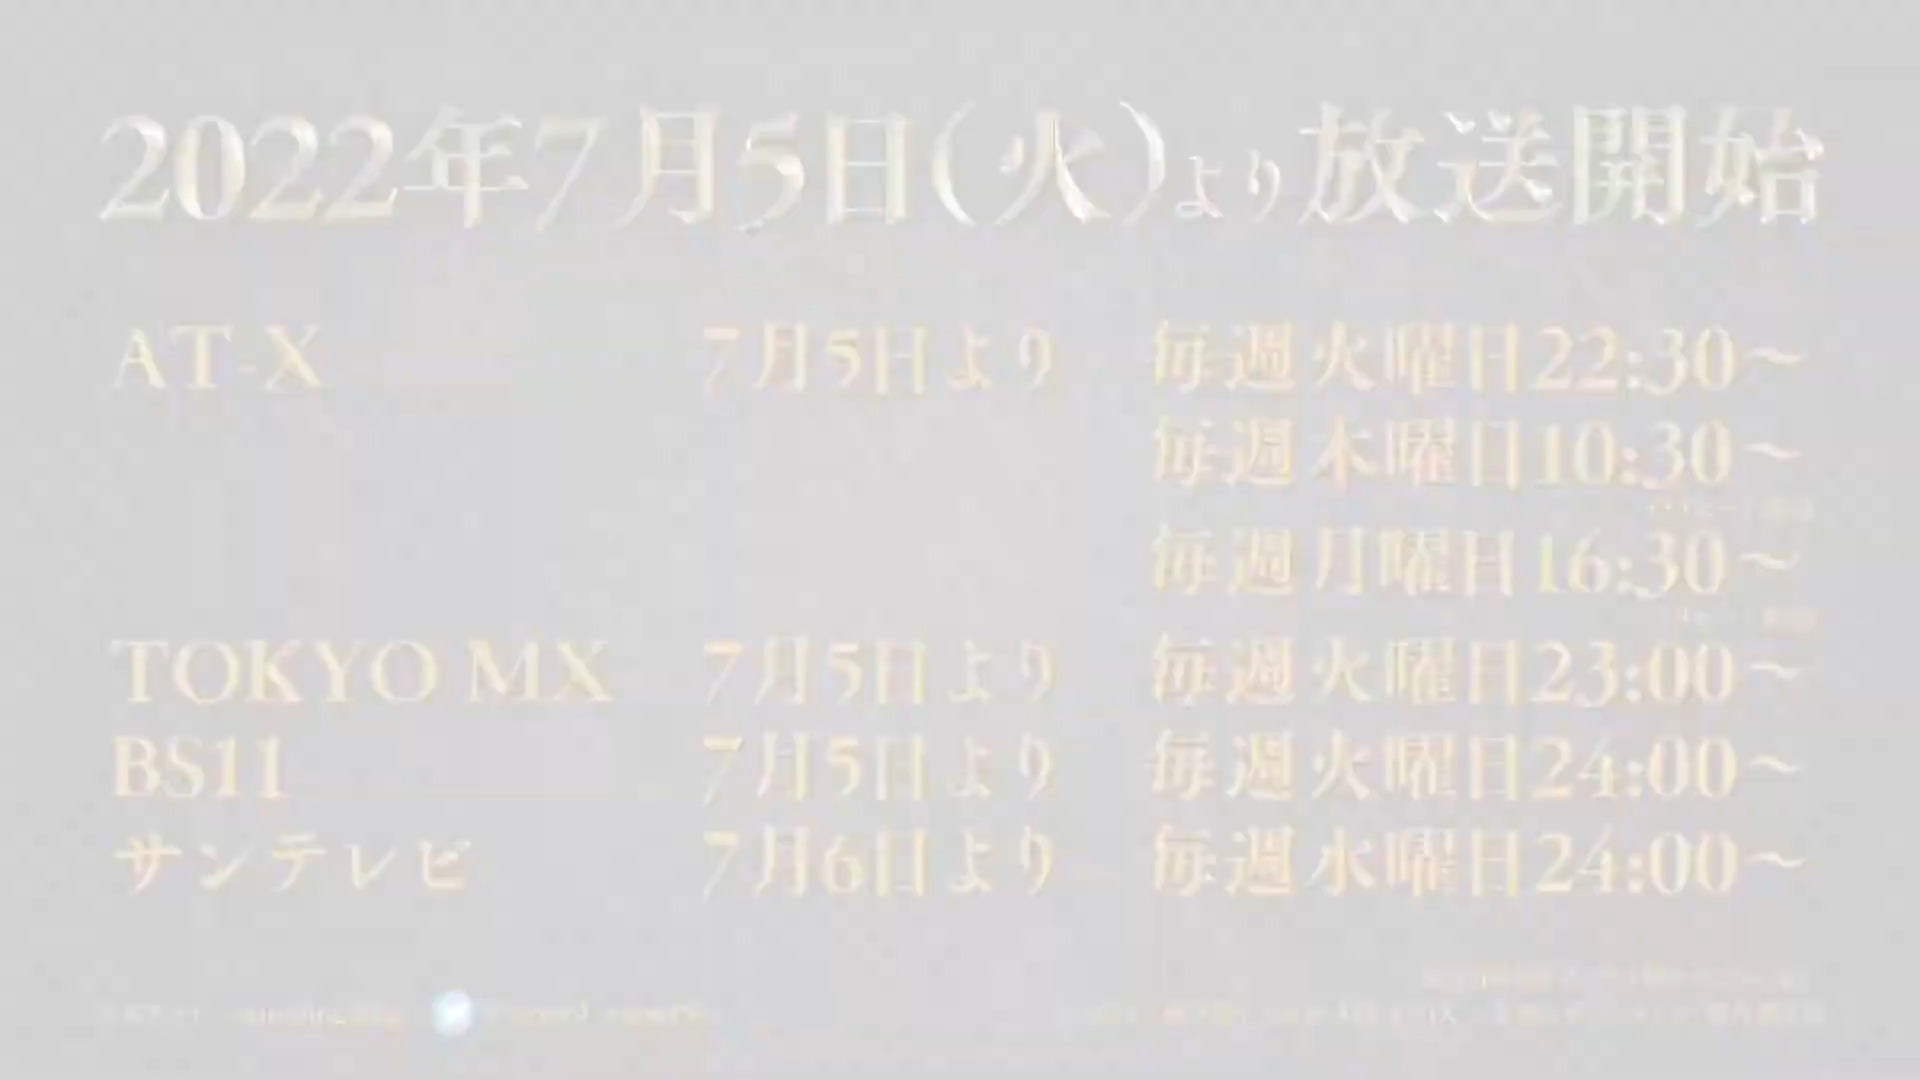 2022年7月5日(火)より放送開始
AT-X 7月5日より 毎週火曜日22:30〜
毎週木曜日10:30〜
毎週月曜日16:30〜
TOKYO MX 7月5日より 毎週火曜日23:00〜
BS11 7月5日より 毎週火曜日24:00〜
サンテレビ 7月6日より 毎週水曜日24:00〜